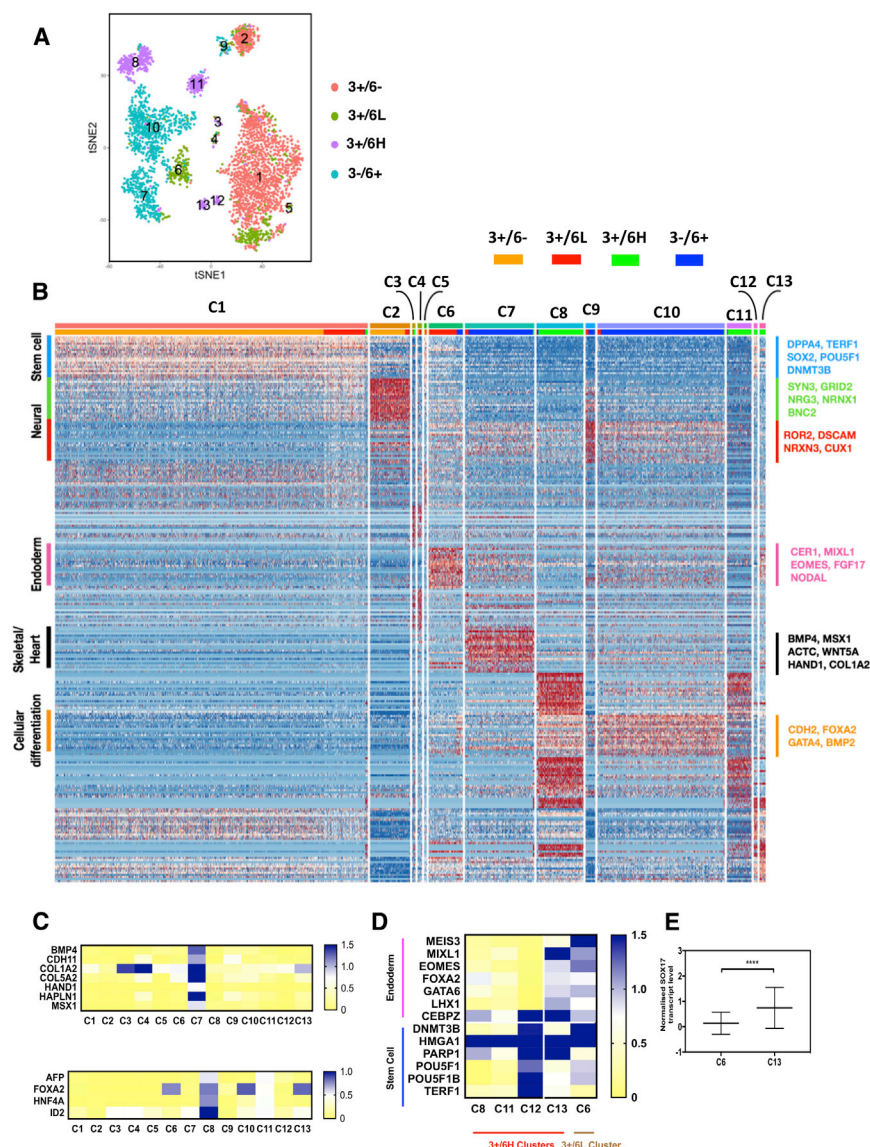 A
8
9
2
11
3
4
10
6
1
7
13
12
5
50
0
-50
-60
-40
0
40
80
tSNE2
tSNE1
3+/6-
3+/6L
3+/6H
3-/6+
3+/6- 3+/6L 3+/6H 3-/6+
B
C1 C2 C3 C4 C5 C6 C7 C8 C9 C10 C11 C12 C13
Stem cell
Neural
Endoderm
Skeletal/
Heart
Cellular
differentiation
DPPA4, TERF1
SOX2, POU5F1
DNMT3B
SYN3, GRID2
NRG3, NRNX1
BNC2
ROR2, DSCAM
NRXN3, CUX1
CER1, MIXL1
EOMES, FGF17
NODAL
BMP4, MSX1
ACTC, WNT5A
HAND1, COL1A2
CDH2, FOXA2
GATA4, BMP2
C
BMP4
CDH11
COL1A2
COL5A2
HAND1
HAPLN1
MSX1
C1 C2 C3 C4 C5 C6 C7 C8 C9 C10 C11 C12 C13
1.5
1.0
0.5
0
AFP
FOXA2
HNF4A
ID2
C1 C2 C3 C4 C5 C6 C7 C8 C9 C10 C11 C12 C13
1.0
0.5
0.0
D
Endoderm
Stem Cell
MEIS3
MIXL1
EOMES
FOXA2
GATA6
LHX1
CEBPZ
DNMT3B
HMGA1
PARP1
POU5F1
POU5F1B
TERF1
C8 C11 C12 C13 C6
3+/6H Clusters 3+/6L Cluster
1.5
1.0
0.5
0
E
Normalised SOX17
transcript level
3
2
1
0
-1
****
C6 C13